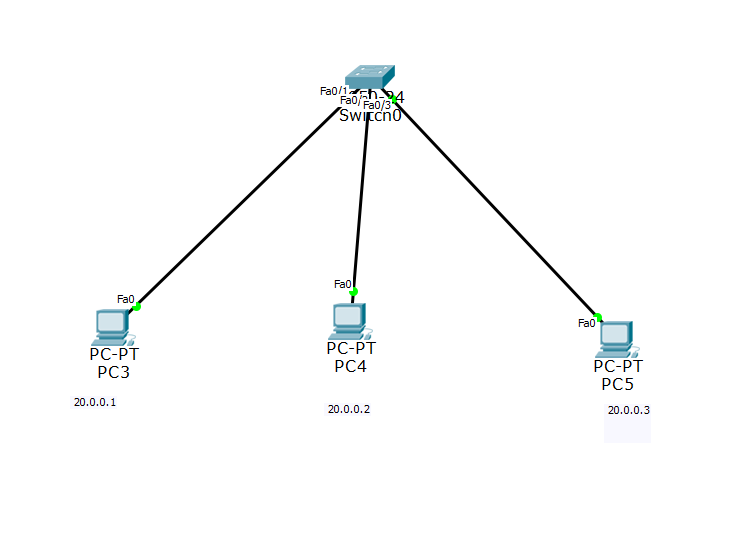 Fa0/1
Fa0/
Fa0/3
Switch0
Fa0
Fa0
Fa0
PC-PT
PC3
PC-PT
PC4
PC-PT
PC5
20.0.0.1
20.0.0.2
20.0.0.3